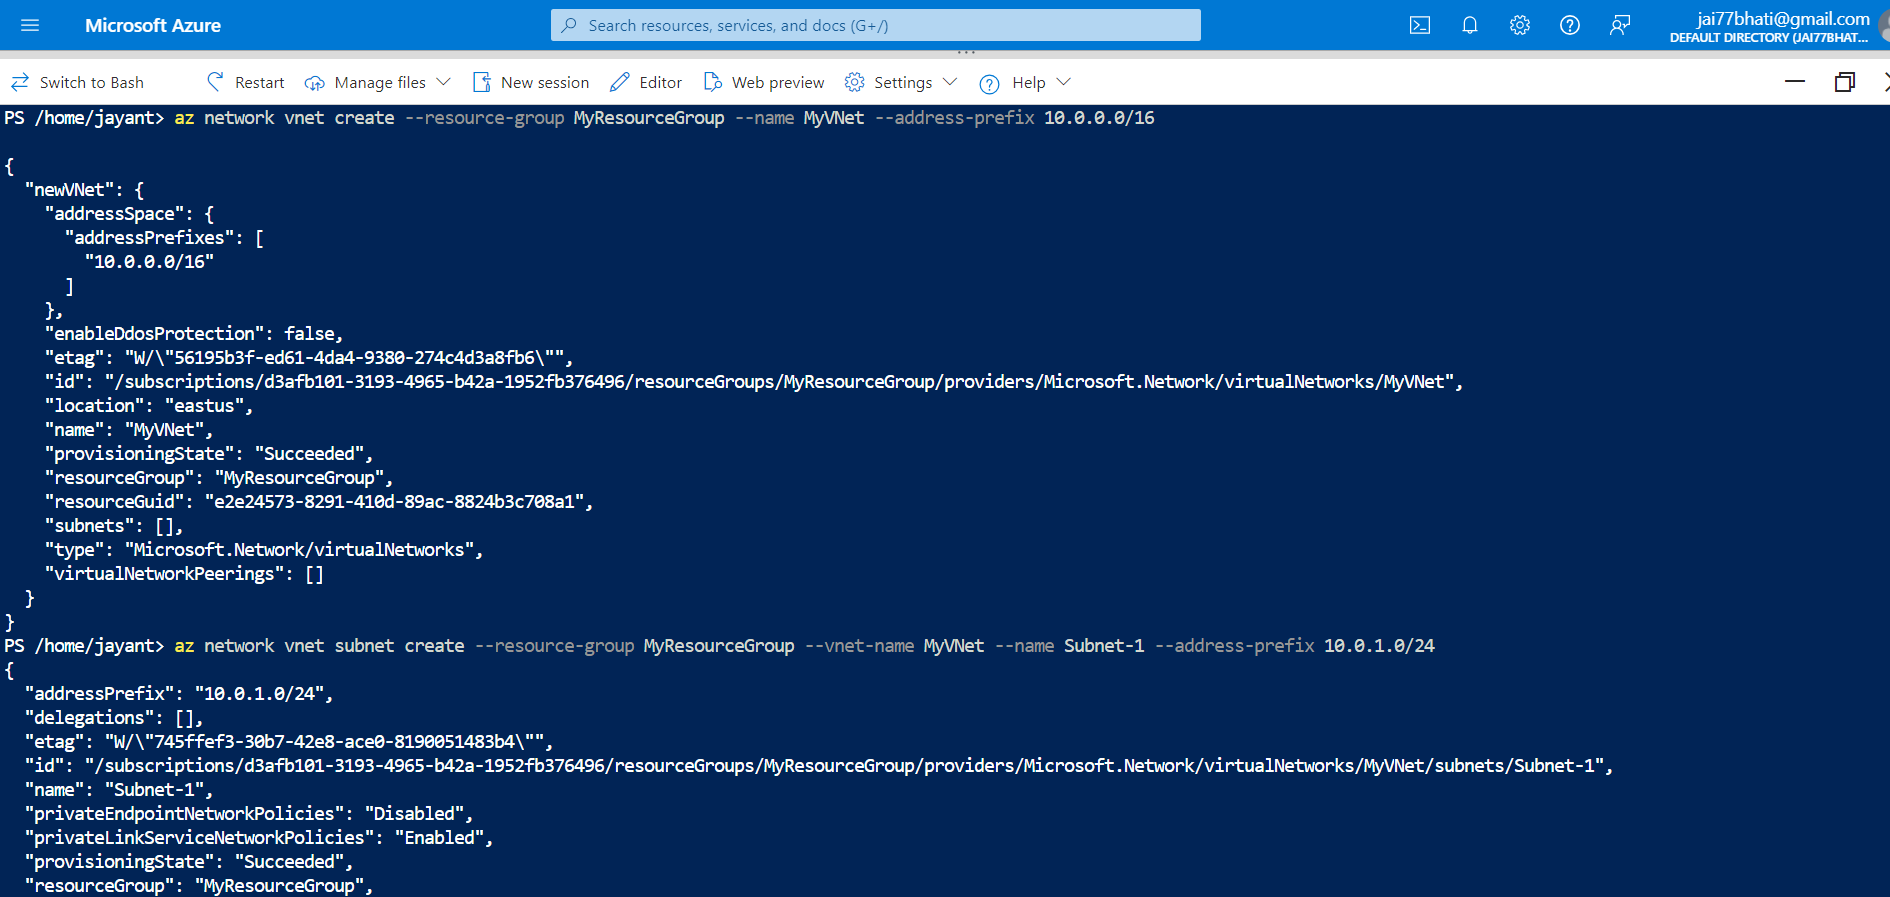 Microsoft Azure
Search resources, services, and docs (G+/)
jai77bhati@gmail.com
DEFAULT DIRECTORY (JAI77BHAT...
Switch to Bash Restart Manage files New session Editor Web preview Settings Help
PS /home/jayant> az network vnet create --resource-group MyResourceGroup --name MyVNet --address-prefix 10.0.0.0/16
{
"newVNet": {
"addressSpace": {
"addressPrefixes": [
"10.0.0.0/16"
]
},
"enableDdosProtection": false,
"etag": "W/\"56195b3f-ed61-4da4-9380-274c4d3a8fb6\"",
"id": "/subscriptions/d3afb101-3193-4965-b42a-1952fb376496/resourceGroups/MyResourceGroup/providers/Microsoft.Network/virtualNetworks/MyVNet",
"location": "eastus",
"name": "MyVNet",
"provisioningState": "Succeeded",
"resourceGroup": "MyResourceGroup",
"resourceGuid": "e2e24573-8291-410d-89ac-8824b3c708a1",
"subnets": [],
"type": "Microsoft.Network/virtualNetworks",
"virtualNetworkPeerings": []
}
}
PS /home/jayant> az network vnet subnet create --resource-group MyResourceGroup --vnet-name MyVNet --name Subnet-1 --address-prefix 10.0.1.0/24
{
"addressPrefix": "10.0.1.0/24",
"delegations": [],
"etag": "W/\"745ffef3-30b7-42e8-ace0-8190051483b4\"",
"id": "/subscriptions/d3afb101-3193-4965-b42a-1952fb376496/resourceGroups/MyResourceGroup/providers/Microsoft.Network/virtualNetworks/MyVNet/subnets/Subnet-1",
"name": "Subnet-1",
"privateEndpointNetworkPolicies": "Disabled",
"privateLinkServiceNetworkPolicies": "Enabled",
"provisioningState": "Succeeded",
"resourceGroup": "MyResourceGroup",